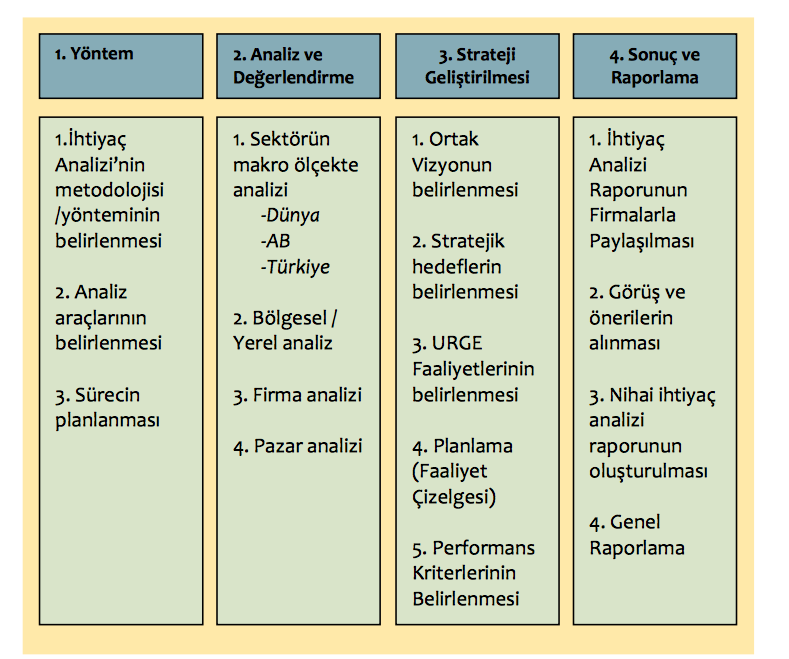 1. Yöntem
2. Analiz ve
Değerlendirme
3. Strateji
Geliştirilmesi
4. Sonuç ve
Raporlama
1.İhtiyaç
Analizi’nin
metodolojisi
/yönteminin
belirlenmesi
2. Analiz
araçlarının
belirlenmesi
3. Sürecin
planlanması
1. Sektörün
makro ölçekte
analizi
-Dünya
-AB
-Türkiye
2. Bölgesel /
Yerel analiz
3. Firma analizi
4. Pazar analizi
1. Ortak
Vizyonun
belirlenmesi
2. Stratejik
hedeflerin
belirlenmesi
3. URGE
Faaliyetlerinin
belirlenmesi
4. Planlama
(Faaliyet
Çizelgesi)
5. Performans
Kriterlerinin
Belirlenmesi
1. İhtiyaç
Analizi
Raporunun
Firmalarla
Paylaşılması
2. Görüş ve
önerilerin
alınması
3. Nihai ihtiyaç
analizi
raporunun
oluşturulması
4. Genel
Raporlama